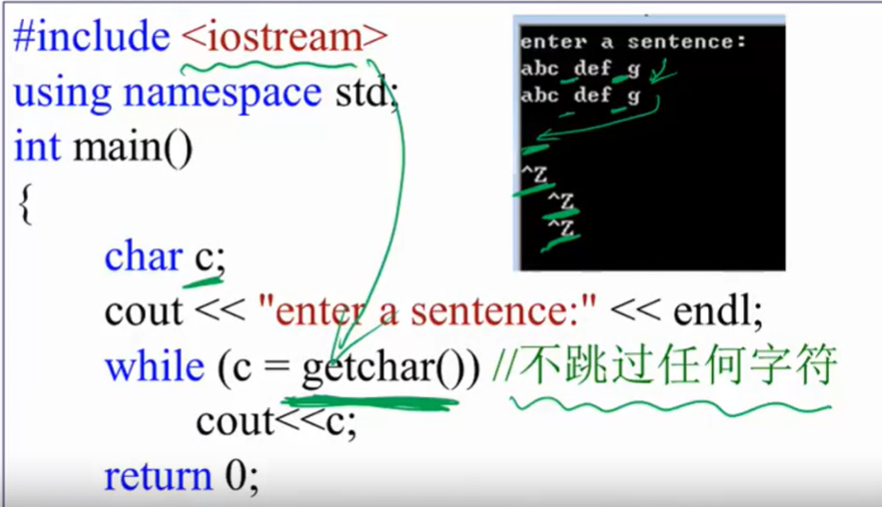 #include <iostream>
using namespace std;
int main()
{
char c;
cout << "enter a sentence:" << endl;
while (c = getchar()) //不跳过任何字符
cout<<c;
return 0;
enter a sentence:
abc def g
abc def g
^Z
^Z
^Z